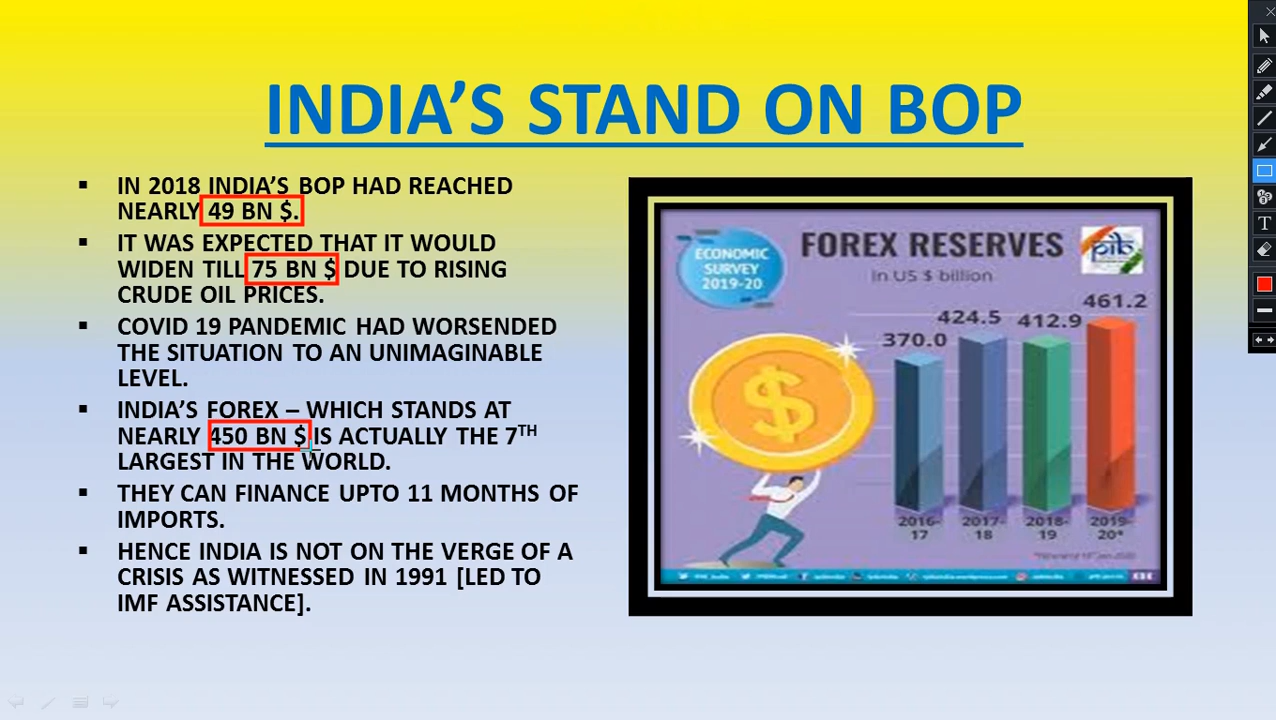 INDIA'S STAND ON BOP
▪ IN 2018 INDIA'S BOP HAD REACHED
NEARLY 49 BN $.
▪ IT WAS EXPECTED THAT IT WOULD
WIDEN TILL 75 BN $ DUE TO RISING
CRUDE OIL PRICES.
▪ COVID 19 PANDEMIC HAD WORSENDED
THE SITUATION TO AN UNIMAGINABLE
LEVEL.
▪ INDIA'S FOREX – WHICH STANDS AT
NEARLY 450 BN $ IS ACTUALLY THE 7TH
LARGEST IN THE WORLD.
▪ THEY CAN FINANCE UPTO 11 MONTHS OF
IMPORTS.
▪ HENCE INDIA IS NOT ON THE VERGE OF A
CRISIS AS WITNESSED IN 1991 [LED TO
IMF ASSISTANCE].
ECONOMIC
SURVEY
2019-20
FOREX RESERVES
In US $ billion
pib
370.0
424.5
412.9
461.2
2016-
17
2017-
18
2018-
19
2019-
20*